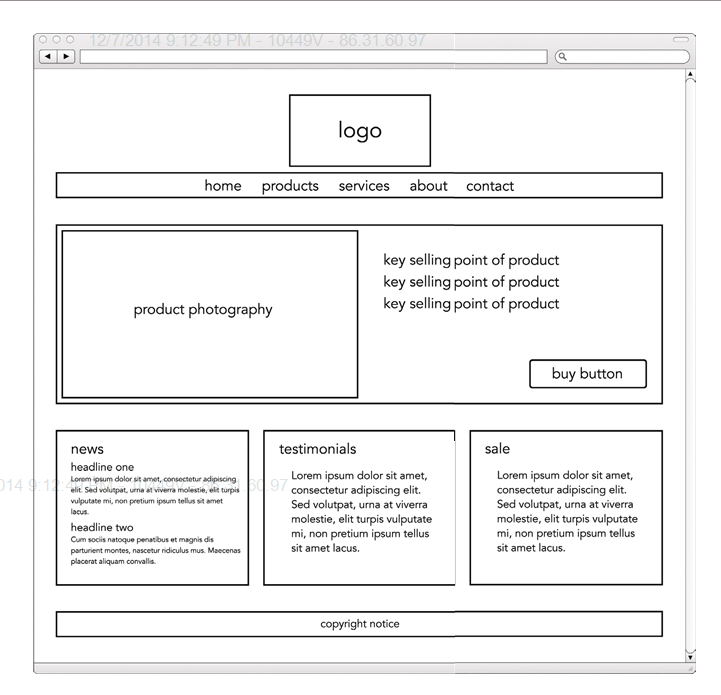 12/7/2014 9:12:49 PM - 10449V - 86.31.60.97
logo
home products services about contact
product photography
key selling point of product
key selling point of product
key selling point of product
buy button
news
headline one
Lorem ipsum dolor sit amet, consectetur adipiscing
elit. Sed volutpat, urna at viverra molestie, elit turpis
vulputate mi, non pretium ipsum tellus sit amet
lacus.
headline two
Cum sociis natoque penatibus et magnis dis
parturient montes, nascetur ridiculus mus. Maecenas
placerat aliquam convallis.
testimonials
Lorem ipsum dolor sit amet,
consectetur adipiscing elit.
Sed volutpat, urna at viverra
molestie, elit turpis vulputate
mi, non pretium ipsum tellus
sit amet lacus.
sale
Lorem ipsum dolor sit amet,
consectetur adipiscing elit.
Sed volutpat, urna at viverra
molestie, elit turpis vulputate
mi, non pretium ipsum tellus
sit amet lacus.
copyright notice